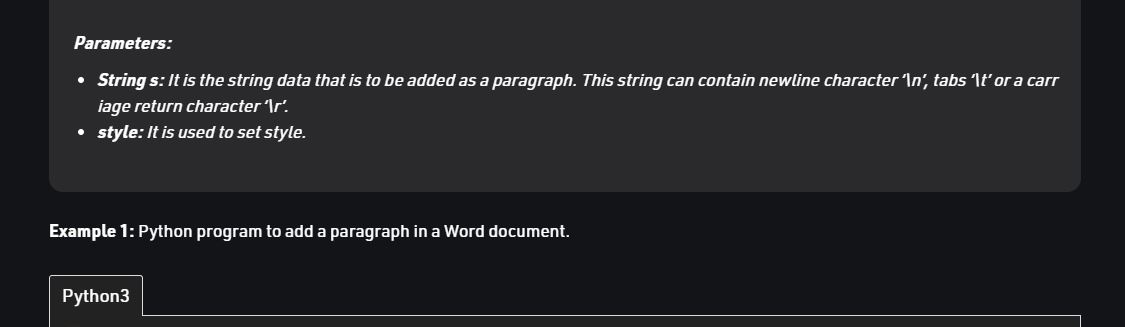 Parameters:
• String s: It is the string data that is to be added as a paragraph. This string can contain newline character ‘\n’, tabs ‘\t’ or a carr
iage return character ‘\r’.
• style: It is used to set style.
Example 1: Python program to add a paragraph in a Word document.
Python3